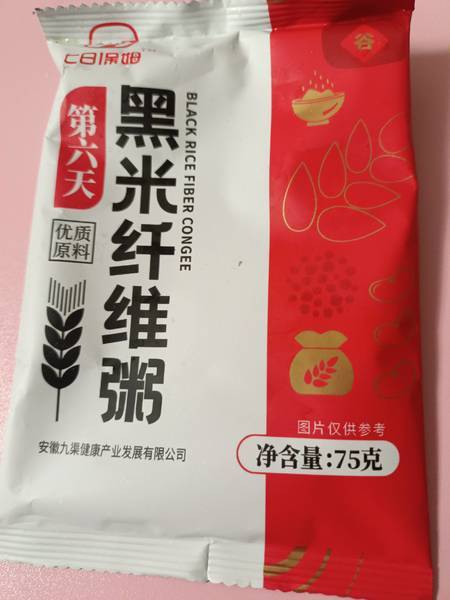 七日保姆
谷
第六天
黑米纤维粥
BLACK RICE FIBER CONGEE
优质
原料
图片仅供参考
净含量:75克
安徽九渠健康产业发展有限公司